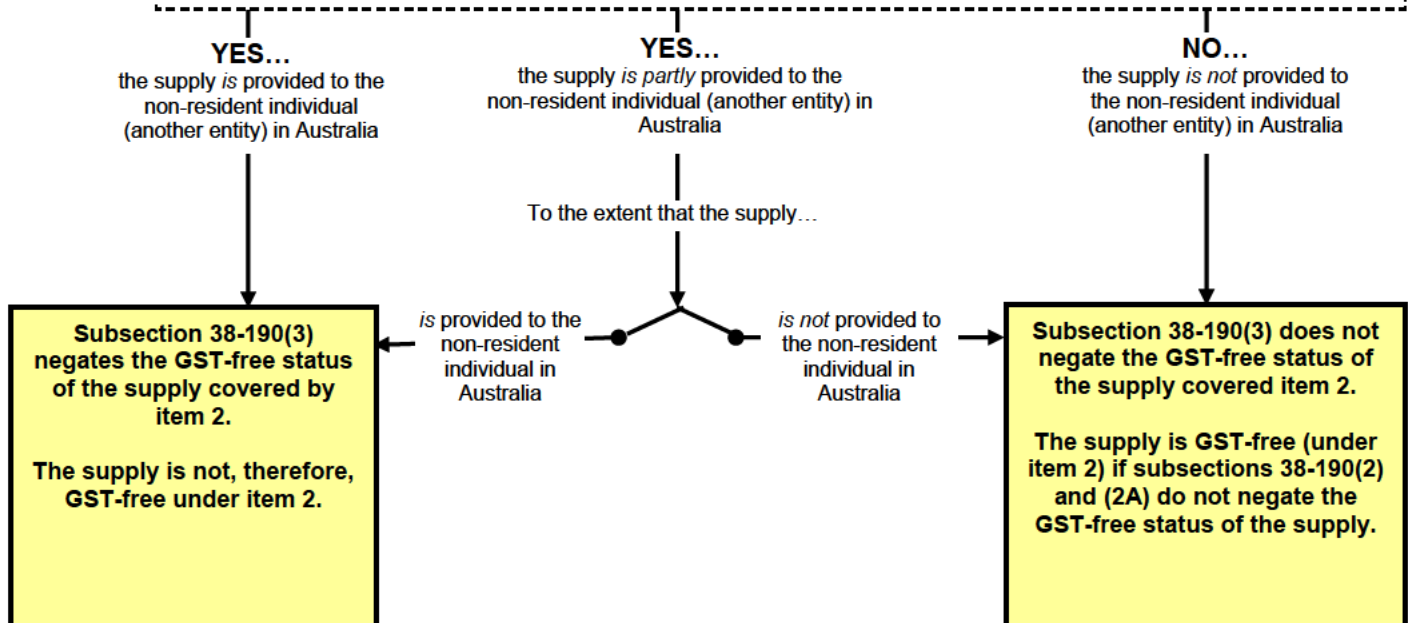 YES…
the supply is provided to the
non-resident individual
(another entity) in Australia
YES…
the supply is partly provided to the
non-resident individual (another entity) in
Australia
NO…
the supply is not provided to
the non-resident individual
(another entity) in Australia
To the extent that the supply…
is provided to the
non-resident
individual in
Australia
is not provided to
the non-resident
individual in
Australia
Subsection 38-190(3)
negates the GST-free status
of the supply covered by
item 2.
The supply is not, therefore,
GST-free under item 2.
Subsection 38-190(3) does not
negate the GST-free status of
the supply covered item 2.
The supply is GST-free (under
item 2) if subsections 38-190(2)
and (2A) do not negate the
GST-free status of the supply.